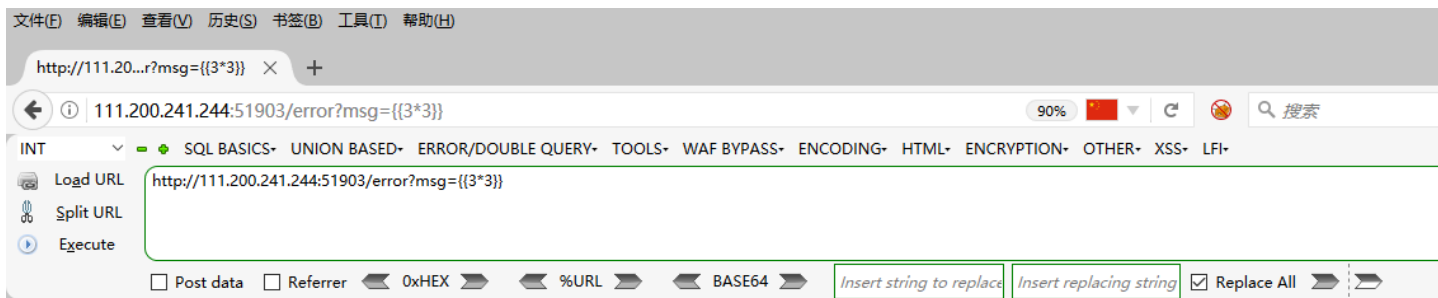 文件(F) 编辑(E) 查看(V) 历史(S) 书签(B) 工具(T) 帮助(H)
http://111.20...r?msg={{3*3}}
111.200.241.244:51903/error?msg={{3*3}} 90% 搜索
INT SQL BASICS UNION BASED ERROR/DOUBLE QUERY TOOLS WAF BYPASS ENCODING HTML ENCRYPTION OTHER XSS LFI
Load URL http://111.200.241.244:51903/error?msg={{3*3}}
Split URL
Execute
Post data Referrer 0xHEX %URL BASE64 Insert string to replace Insert replacing string Replace All